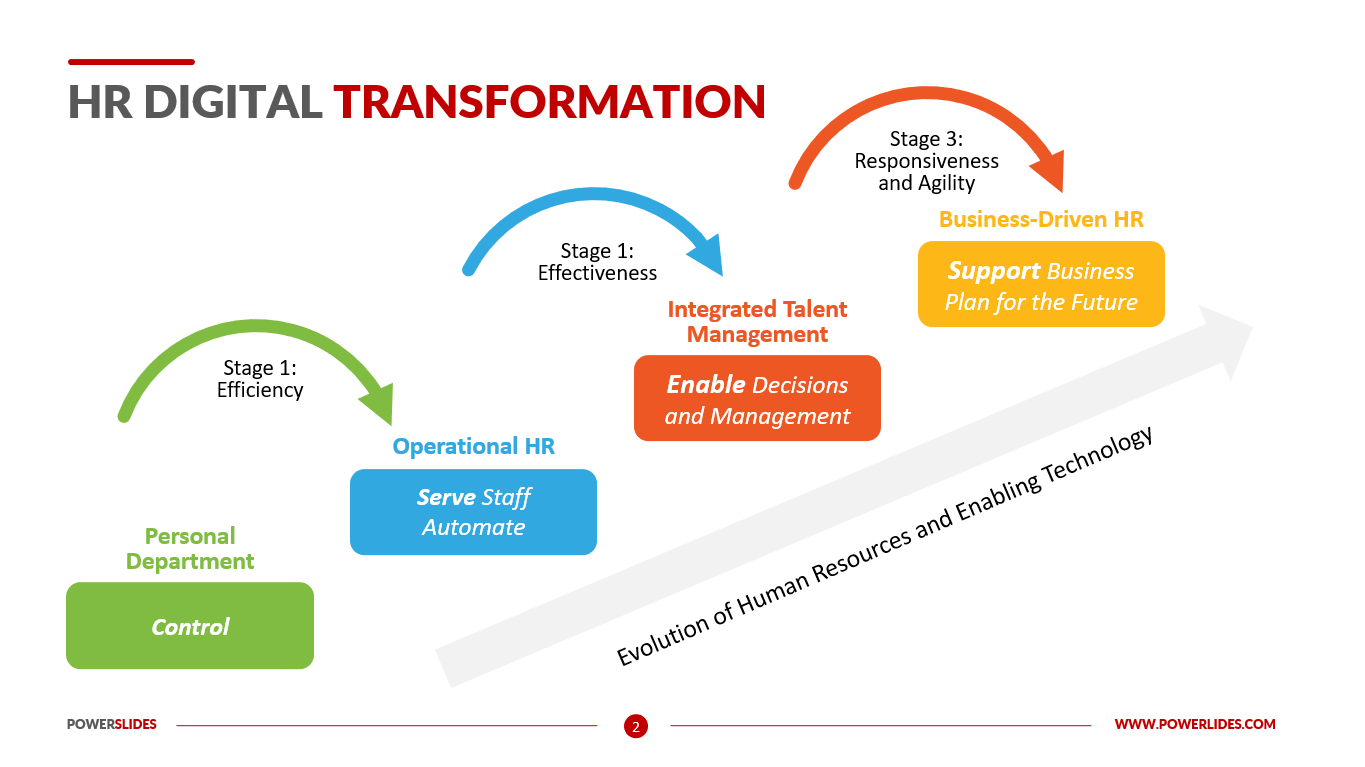 HR DIGITAL TRANSFORMATION
Stage 1:
Efficiency
Stage 1:
Effectiveness
Stage 3:
Responsiveness
and Agility
Personal
Department
Control
Operational HR
Serve Staff
Automate
Integrated Talent
Management
Enable Decisions
and Management
Business-Driven HR
Support Business
Plan for the Future
Evolution of Human Resources and Enabling Technology
POWERSLIDES
2
WWW.POWERLIDES.COM